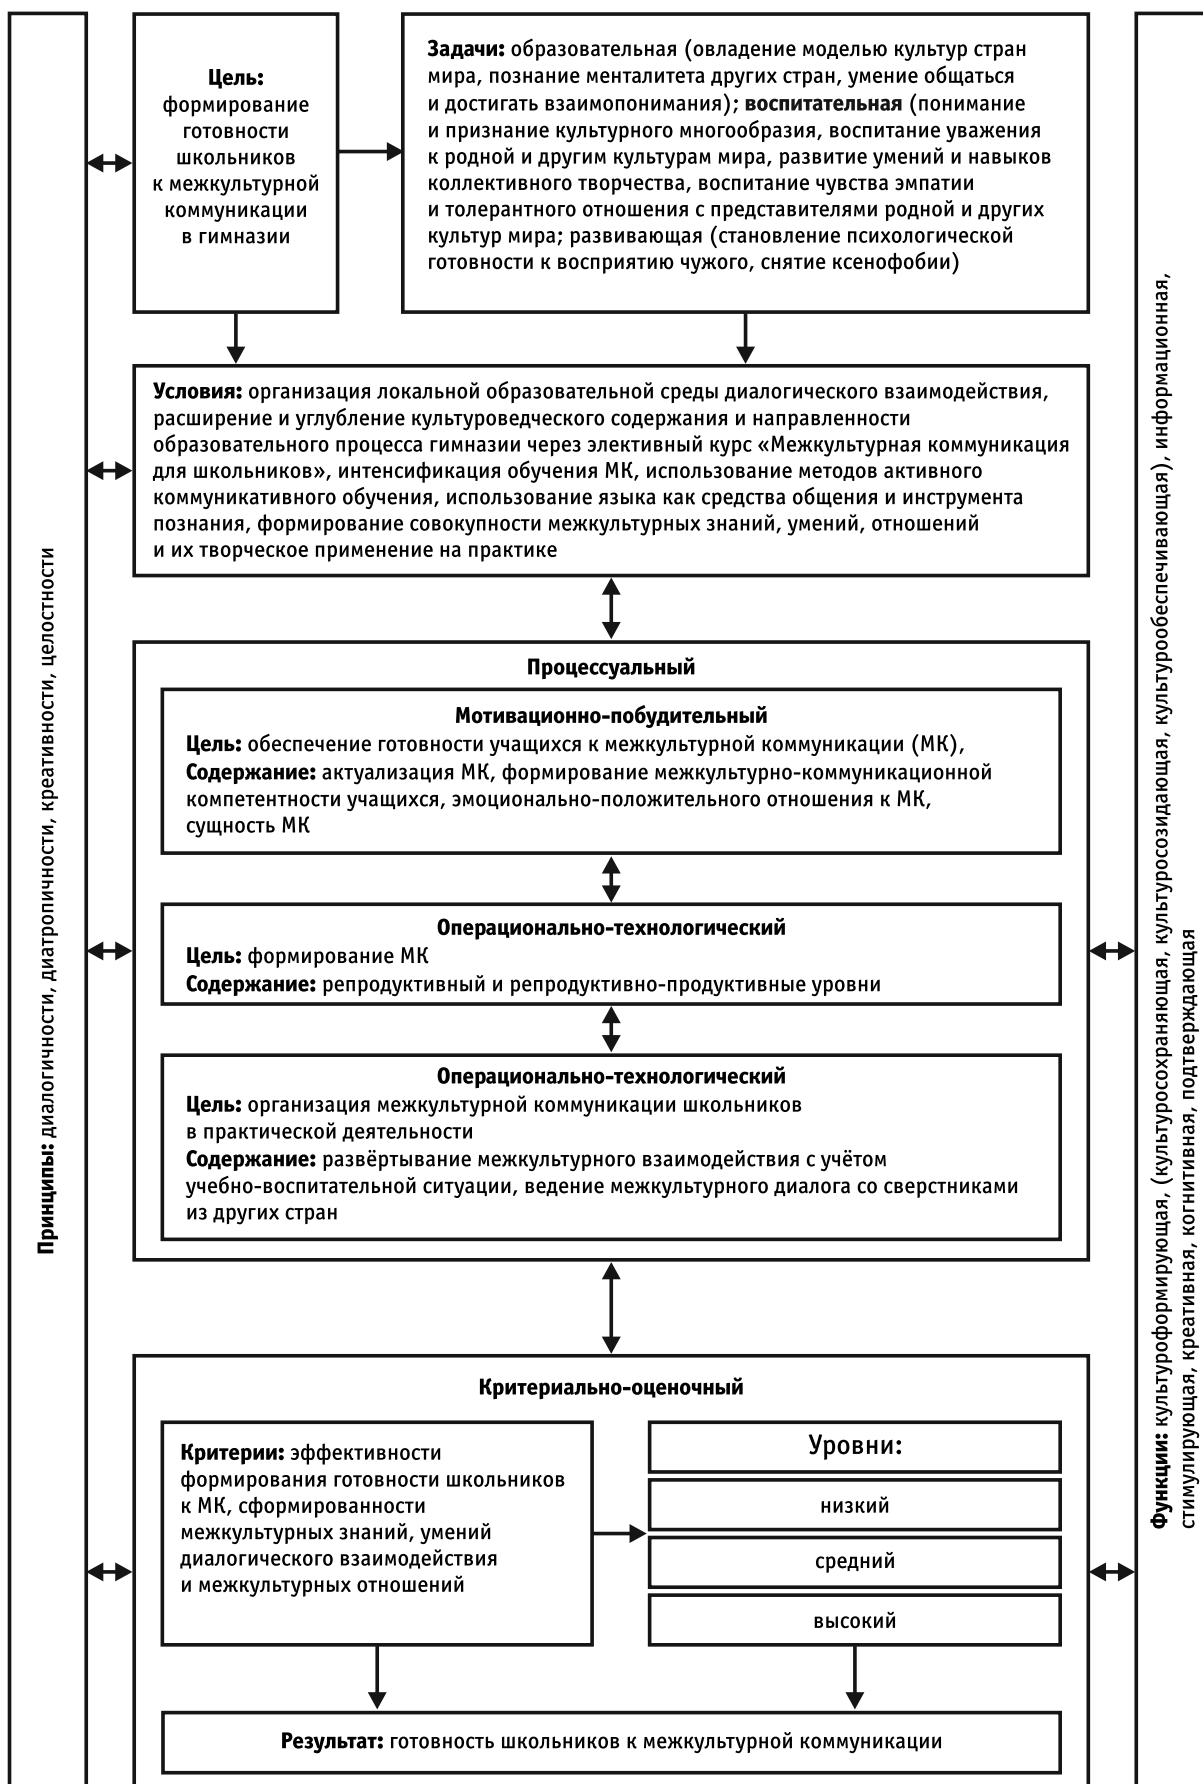 Цель:
формирование
готовности
школьников
к межкультурной
коммуникации
в гимназии
Задачи: образовательная (овладение моделью культур стран
мира, познание менталитета других стран, умение общаться
и достигать взаимопонимания); воспитательная (понимание
и признание культурного многообразия, воспитание уважения
к родной и другим культурам мира, развитие умений и навыков
коллективного творчества, воспитание чувства эмпатии
и толерантного отношения с представителями родной и других
культур мира; развивающая (становление психологической
готовности к восприятию чужого, снятие ксенофобии)
Условия: организация локальной образовательной среды диалогического взаимодействия,
расширение и углубление культуроведческого содержания и направленности
образовательного процесса гимназии через элективный курс «Межкультурная коммуникация
для школьников», интенсификация обучения МК, использование методов активного
коммуникативного обучения, использование языка как средства общения и инструмента
познания, формирование совокупности межкультурных знаний, умений, отношений
и их творческое применение на практике
Принципы: диалогичности, диатропичности, креативности, целостности
Процессуальный
Мотивационно-побудительный
Цель: обеспечение готовности учащихся к межкультурной коммуникации (МК),
Содержание: актуализация МК, формирование межкультурно-коммуникационной
компетентности учащихся, эмоционально-положительного отношения к МК,
сущность МК
Операционально-технологический
Цель: формирование МК
Содержание: репродуктивный и репродуктивно-продуктивные уровни
Операционально-технологический
Цель: организация межкультурной коммуникации школьников
в практической деятельности
Содержание: развёртывание межкультурного взаимодействия с учётом
учебно-воспитательной ситуации, ведение межкультурного диалога со сверстниками
из других стран
Функции: культуроформирующая, (культуросохраняющая, культуросозидающая, культурообеспечивающая), информационная,
стимулирующая, креативная, когнитивная, подтверждающая
Критериально-оценочный
Критерии: эффективности
формирования готовности школьников
к МК, сформированности
межкультурных знаний, умений
диалогического взаимодействия
и межкультурных отношений
Уровни:
низкий
средний
высокий
Результат: готовность школьников к межкультурной коммуникации